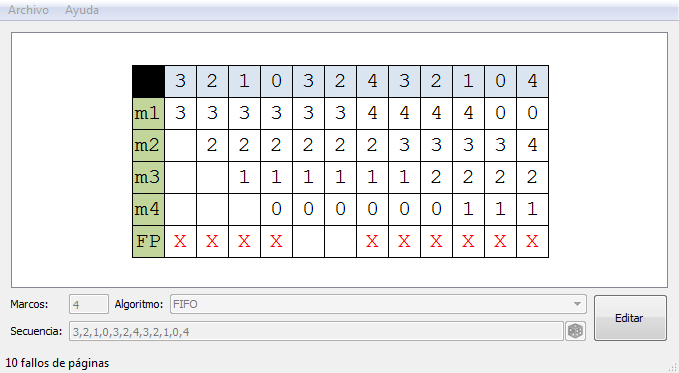 Archivo Ayuda
3 2 1 0 3 2 4 3 2 1 0 4
m1 3 3 3 3 3 3 4 4 4 4 0 0
m2 2 2 2 2 2 2 3 3 3 3 4
m3 1 1 1 1 1 1 2 2 2 2
m4 0 0 0 0 0 0 1 1 1
FP X X X X X X X X X X
Marcos: 4 Algoritmo: FIFO
Editar
Secuencia: 3,2,1,0,3,2,4,3,2,1,0,4
10 fallos de páginas